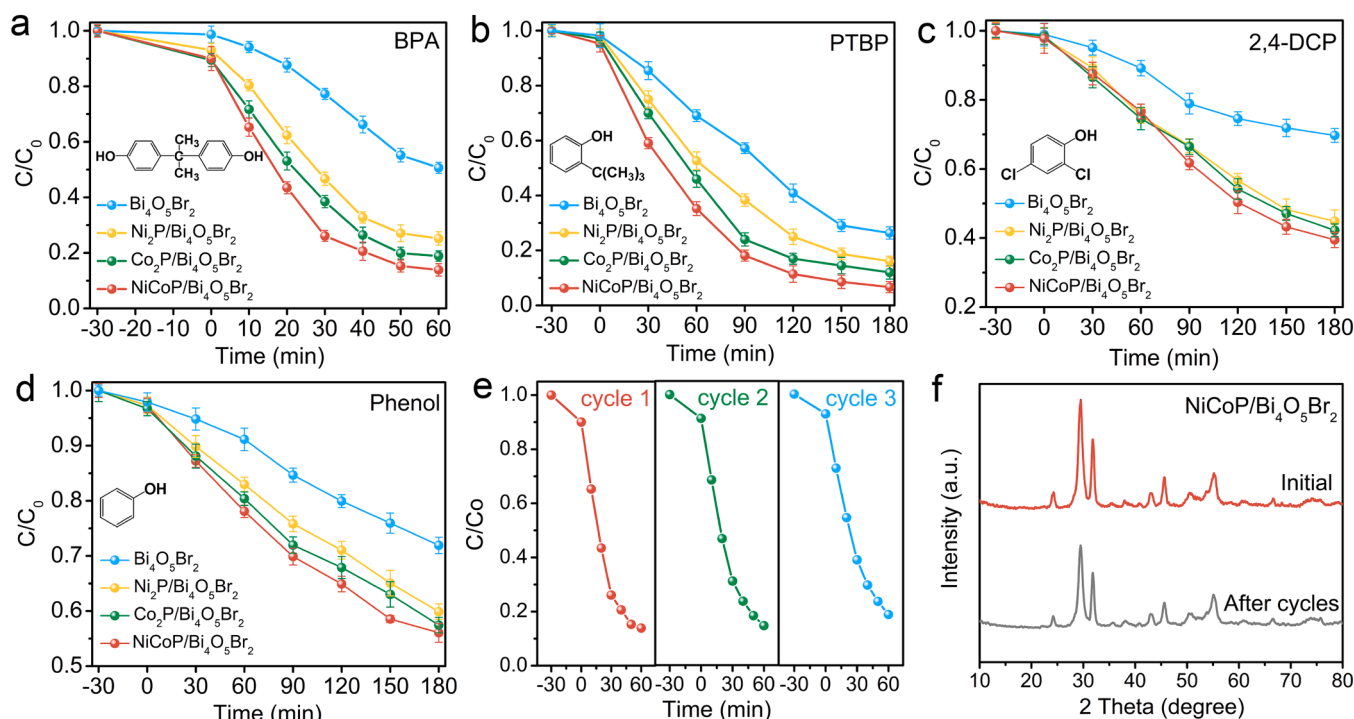 a
BPA
1.0
0.8
0.6
0.4
0.2
0.0
C/C₀
HO
CH₃
C
CH₃
OH
Bi₄O₅Br₂
Ni₂P/Bi₄O₅Br₂
Co₂P/Bi₄O₅Br₂
NiCoP/Bi₄O₅Br₂
-30 0 10 20 30 40 50 60
Time (min)
b
PTBP
1.0
0.8
0.6
0.4
0.2
0.0
C/C₀
OH
C(CH₃)₃
Bi₄O₅Br₂
Ni₂P/Bi₄O₅Br₂
Co₂P/Bi₄O₅Br₂
NiCoP/Bi₄O₅Br₂
-30 0 30 60 90 120 150 180
Time (min)
c
2,4-DCP
1.0
0.8
0.6
0.4
0.2
C/C₀
OH
Cl
Cl
Bi₄O₅Br₂
Ni₂P/Bi₄O₅Br₂
Co₂P/Bi₄O₅Br₂
NiCoP/Bi₄O₅Br₂
-30 0 30 60 90 120 150 180
Time (min)
d
Phenol
1.0
0.9
0.8
0.7
0.6
0.5
C/C₀
OH
Bi₄O₅Br₂
Ni₂P/Bi₄O₅Br₂
Co₂P/Bi₄O₅Br₂
NiCoP/Bi₄O₅Br₂
-30 0 30 60 90 120 150 180
Time (min)
e
cycle 1
cycle 2
cycle 3
1.0
0.8
0.6
0.4
0.2
0.0
C/Co
-30 0 30 60 -30 0 30 60 -30 0 30 60
Time (min)
f
NiCoP/Bi₄O₅Br₂
Initial
After cycles
Intensity (a.u.)
10 20 30 40 50 60 70 80
2 Theta (degree)